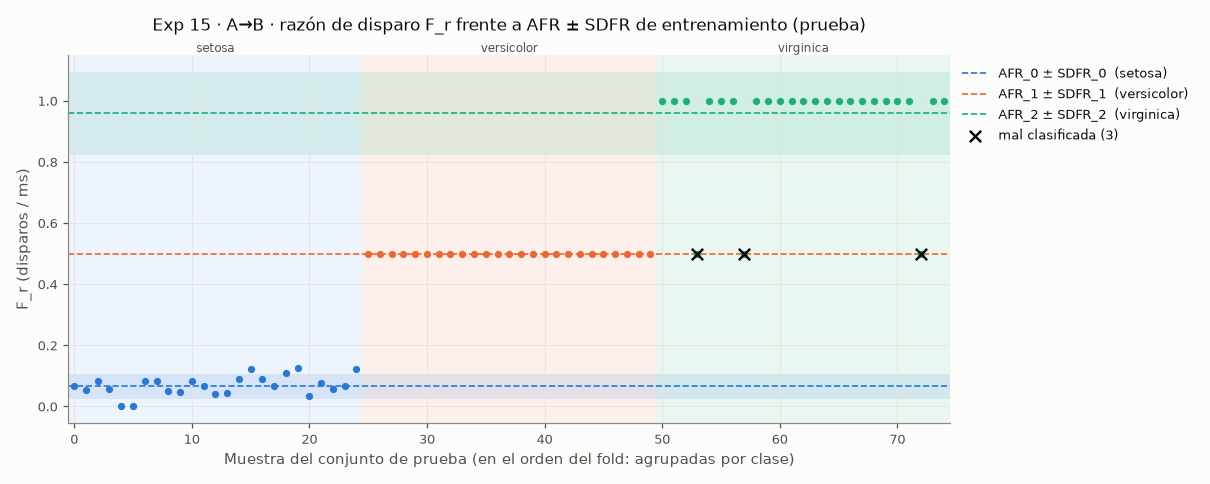 Exp 15 · A→B · razón de disparo F_r frente a AFR ± SDFR de entrenamiento (prueba)
setosa versicolor virginica
AFR_0 ± SDFR_0 (setosa)
AFR_1 ± SDFR_1 (versicolor)
AFR_2 ± SDFR_2 (virginica)
mal clasificada (3)
F_r (disparos / ms)
1.0
0.8
0.6
0.4
0.2
0.0
0 10 20 30 40 50 60 70
Muestra del conjunto de prueba (en el orden del fold: agrupadas por clase)